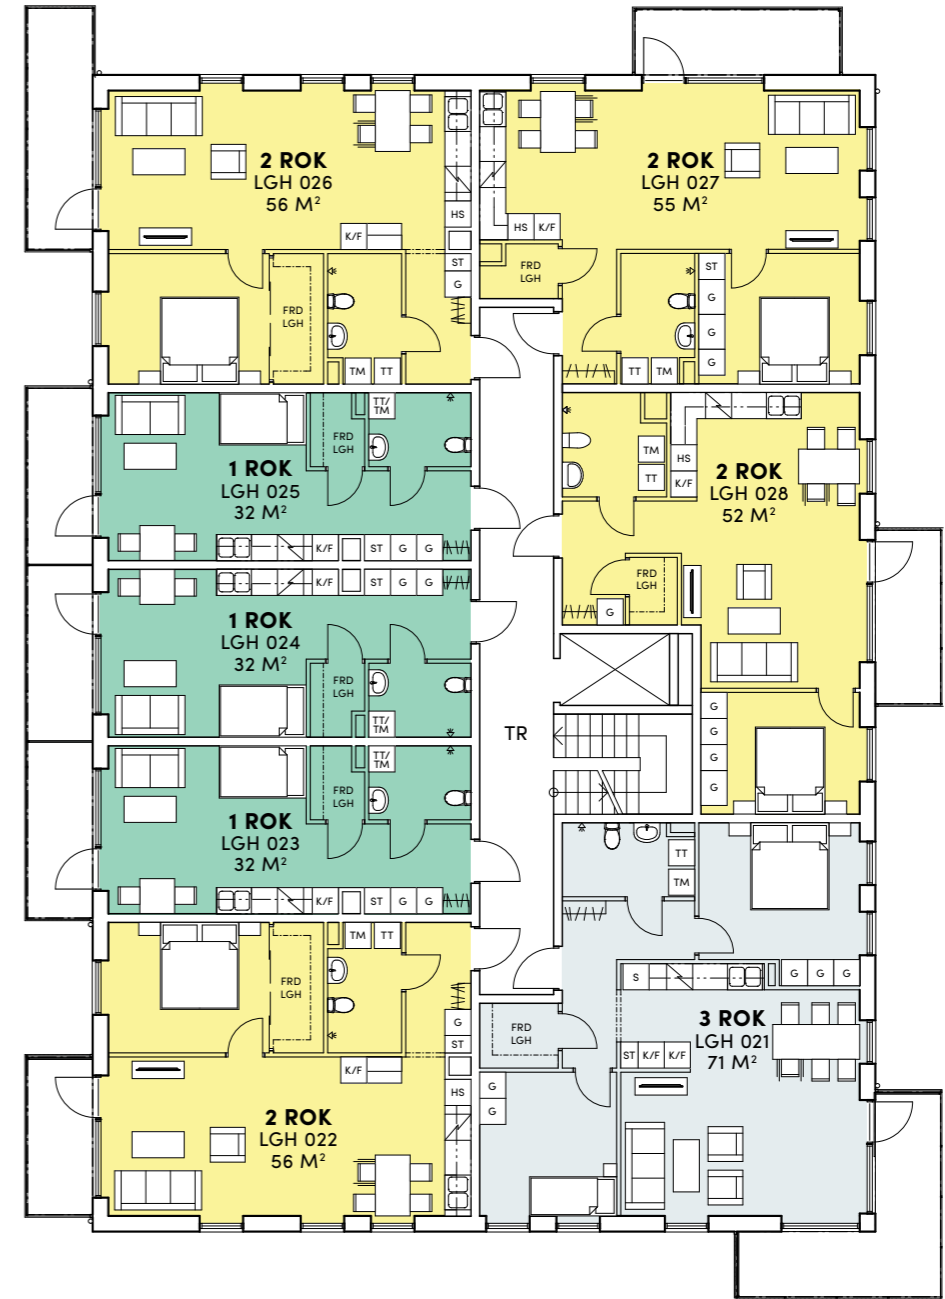 2 ROK
LGH 026
56 M²
HS
K/F
ST
G
FRD
LGH
TM
TT
2 ROK
LGH 027
55 M²
HS
K/F
FRD
LGH
ST
G
G
G
TT
TM
1 ROK
LGH 025
32 M²
FRD
LGH
TT/
TM
K/F
ST
G
G
2 ROK
LGH 028
52 M²
TM
TT
HS
K/F
FRD
LGH
G
G
G
G
G
1 ROK
LGH 024
32 M²
K/F
ST
G
G
FRD
LGH
TT/
TM
TR
1 ROK
LGH 023
32 M²
FRD
LGH
TT/
TM
K/F
ST
G
G
2 ROK
LGH 022
56 M²
TM
TT
FRD
LGH
G
ST
K/F
HS
3 ROK
LGH 021
71 M²
TT
TM
S
G
G
G
FRD
LGH
ST
K/F
K/F
G
G